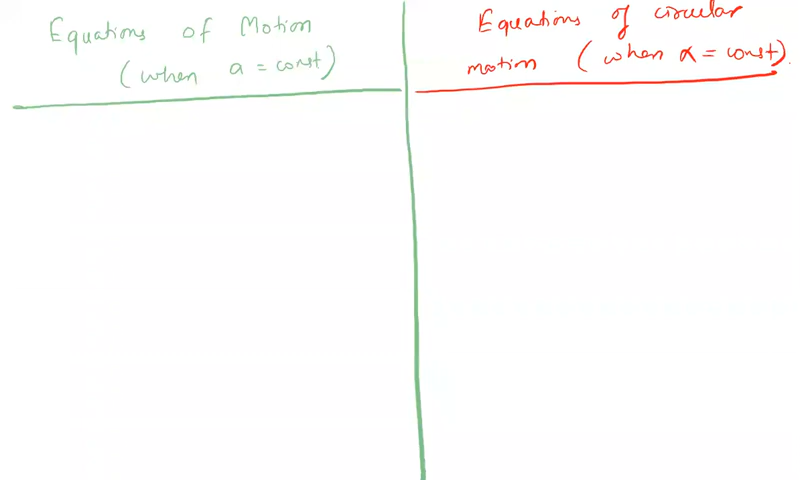 Equations of Motion
(when a = const)
Equations of circular
motion (when α = const).